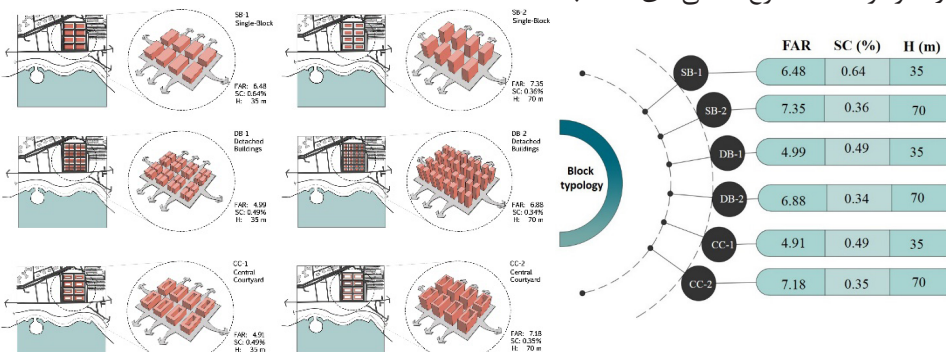 SB-1
Single-Block
FAR: 6.48
SC: 0.64%
H: 35 m
SB-2
Single-Block
FAR: 7.35
SC: 0.36%
H: 70 m
DB-1
Detached
Buildings
FAR: 4.99
SC: 0.49%
H: 35 m
DB-2
Detached
Buildings
FAR: 6.88
SC: 0.34%
H: 70 m
CC-1
Central
Courtyard
FAR: 4.91
SC: 0.49%
H: 35 m
CC-2
Central
Courtyard
FAR: 7.18
SC: 0.35%
H: 70 m
Block
typology
FAR SC (%) H (m)
SB-1 6.48 0.64 35
SB-2 7.35 0.36 70
DB-1 4.99 0.49 35
DB-2 6.88 0.34 70
CC-1 4.91 0.49 35
CC-2 7.18 0.35 70